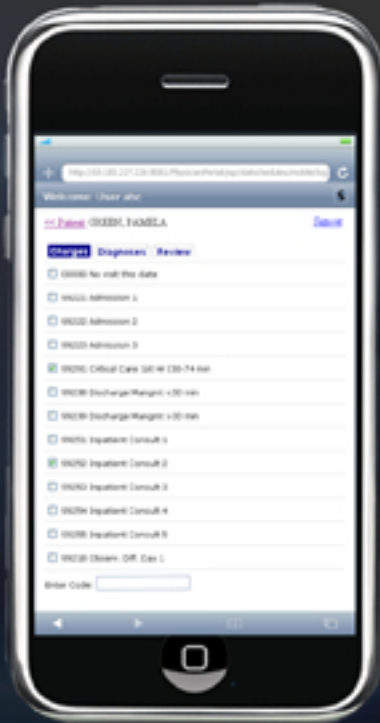 Welcome: User abc
<< Patient GREEN, PAMELA
Charges Diagnoses Review
00000 No visit this date
99221 Admission 1
99222 Admission 2
99223 Admission 3
99291 Critical Care 1st Hr (30-74 min
99238 Discharge Mangmt <30 min
99239 Discharge Mangmt >30 min
99251 Inpatient Consult 1
99252 Inpatient Consult 2
99253 Inpatient Consult 3
99254 Inpatient Consult 4
99255 Inpatient Consult 5
99218 Observ. Off. Day 1
Enter Code: